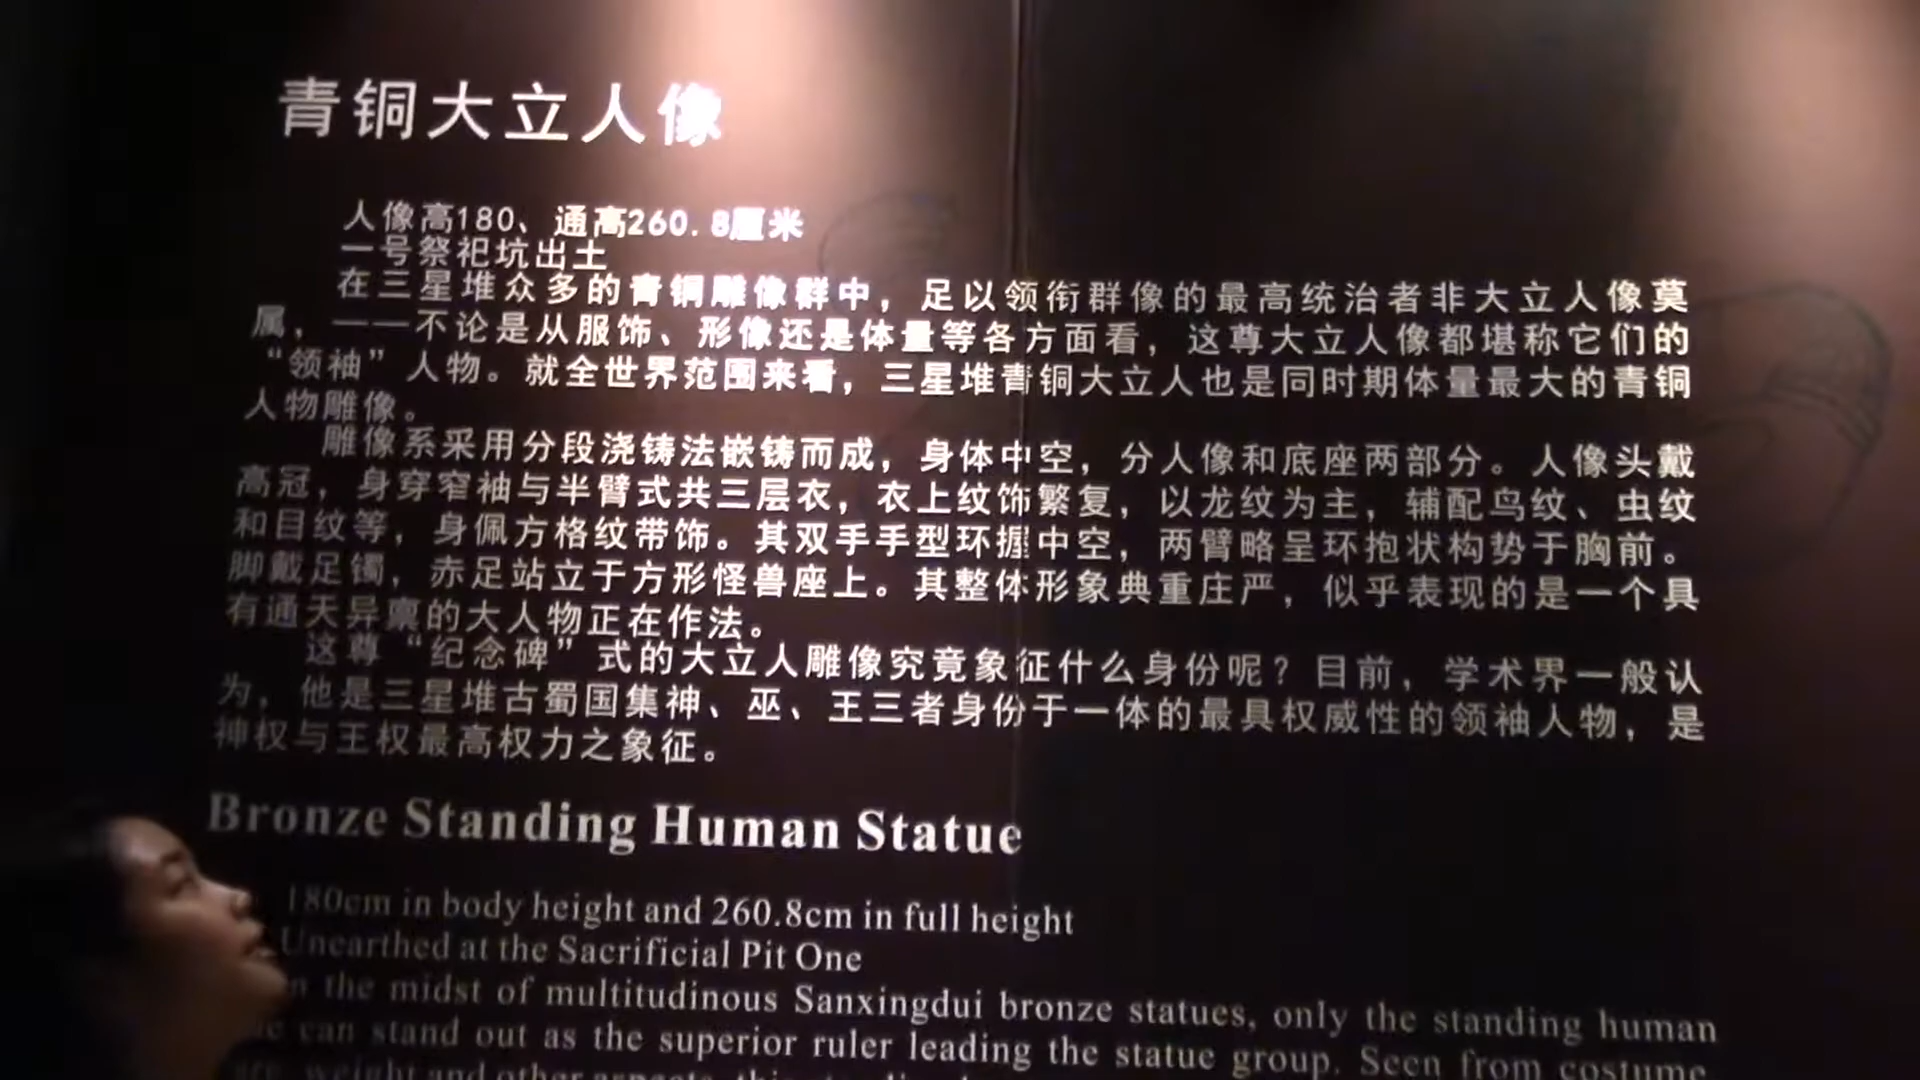 青铜大立人像
人像高180、通高260.8厘米
一号祭祀坑出土
在三星堆众多的青铜雕像群中，足以领衔群像的最高统治者非大立人像莫
属，——不论是从服饰、形像还是体量等各方面看，这尊大立人像都堪称它们的
“领袖”人物。就全世界范围来看，三星堆青铜大立人也是同时期体量最大的青铜
人物雕像。
雕像系采用分段浇铸法嵌铸而成，身体中空，分人像和底座两部分。人像头戴
高冠，身穿窄袖与半臂式共三层衣，衣上纹饰繁复，以龙纹为主，辅配鸟纹、虫纹
和目纹等，身佩方格纹带饰。其双手手型环握中空，两臂略呈环抱状构势于胸前。
脚戴足镯，赤足站立于方形怪兽座上。其整体形象典重庄严，似乎表现的是一个具
有通天异禀的大人物正在作法。
这尊“纪念碑”式的大立人雕像究竟象征什么身份呢？目前，学术界一般认
为，他是三星堆古蜀国集神、巫、王三者身份于一体的最具权威性的领袖人物，是
神权与王权最高权力之象征。
Bronze Standing Human Statue
180cm in body height and 260.8cm in full height
Unearthed at the Sacrificial Pit One
the midst of multitudinous Sanxingdui bronze statues, only the standing human
can stand out as the superior ruler leading the statue group. Seen from costume,
weight and other aspects, this